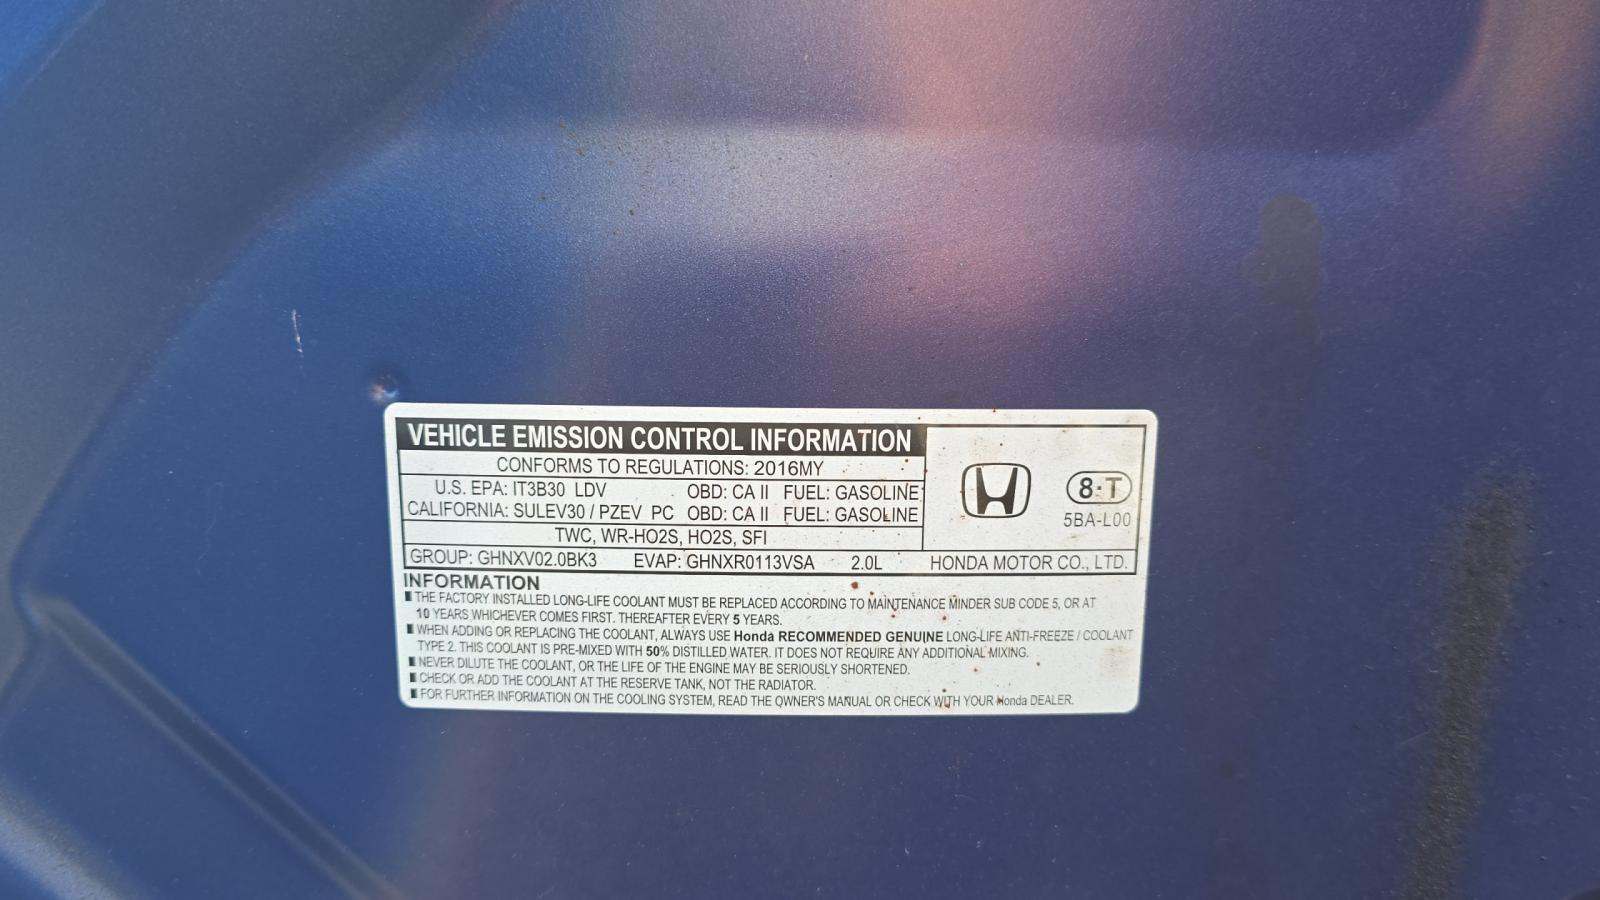 VEHICLE EMISSION CONTROL INFORMATION
CONFORMS TO REGULATIONS: 2016MY
U.S. EPA: IT3B30 LDV OBD: CA II FUEL: GASOLINE
CALIFORNIA: SULEV30 / PZEV PC OBD: CA II FUEL: GASOLINE
TWC, WR-HO2S, HO2S, SFI
8·T
5BA-L00
GROUP: GHNXV02.0BK3 EVAP: GHNXR0113VSA 2.0L HONDA MOTOR CO., LTD.
INFORMATION
THE FACTORY INSTALLED LONG-LIFE COOLANT MUST BE REPLACED ACCORDING TO MAINTENANCE MINDER SUB CODE 5, OR AT
10 YEARS WHICHEVER COMES FIRST. THEREAFTER EVERY 5 YEARS.
WHEN ADDING OR REPLACING THE COOLANT, ALWAYS USE Honda RECOMMENDED GENUINE LONG-LIFE ANTI-FREEZE / COOLANT
TYPE 2. THIS COOLANT IS PRE-MIXED WITH 50% DISTILLED WATER. IT DOES NOT REQUIRE ANY ADDITIONAL MIXING.
NEVER DILUTE THE COOLANT, OR THE LIFE OF THE ENGINE MAY BE SERIOUSLY SHORTENED.
CHECK OR ADD THE COOLANT AT THE RESERVE TANK, NOT THE RADIATOR.
FOR FURTHER INFORMATION ON THE COOLING SYSTEM, READ THE OWNER'S MANUAL OR CHECK WITH YOUR Honda DEALER.